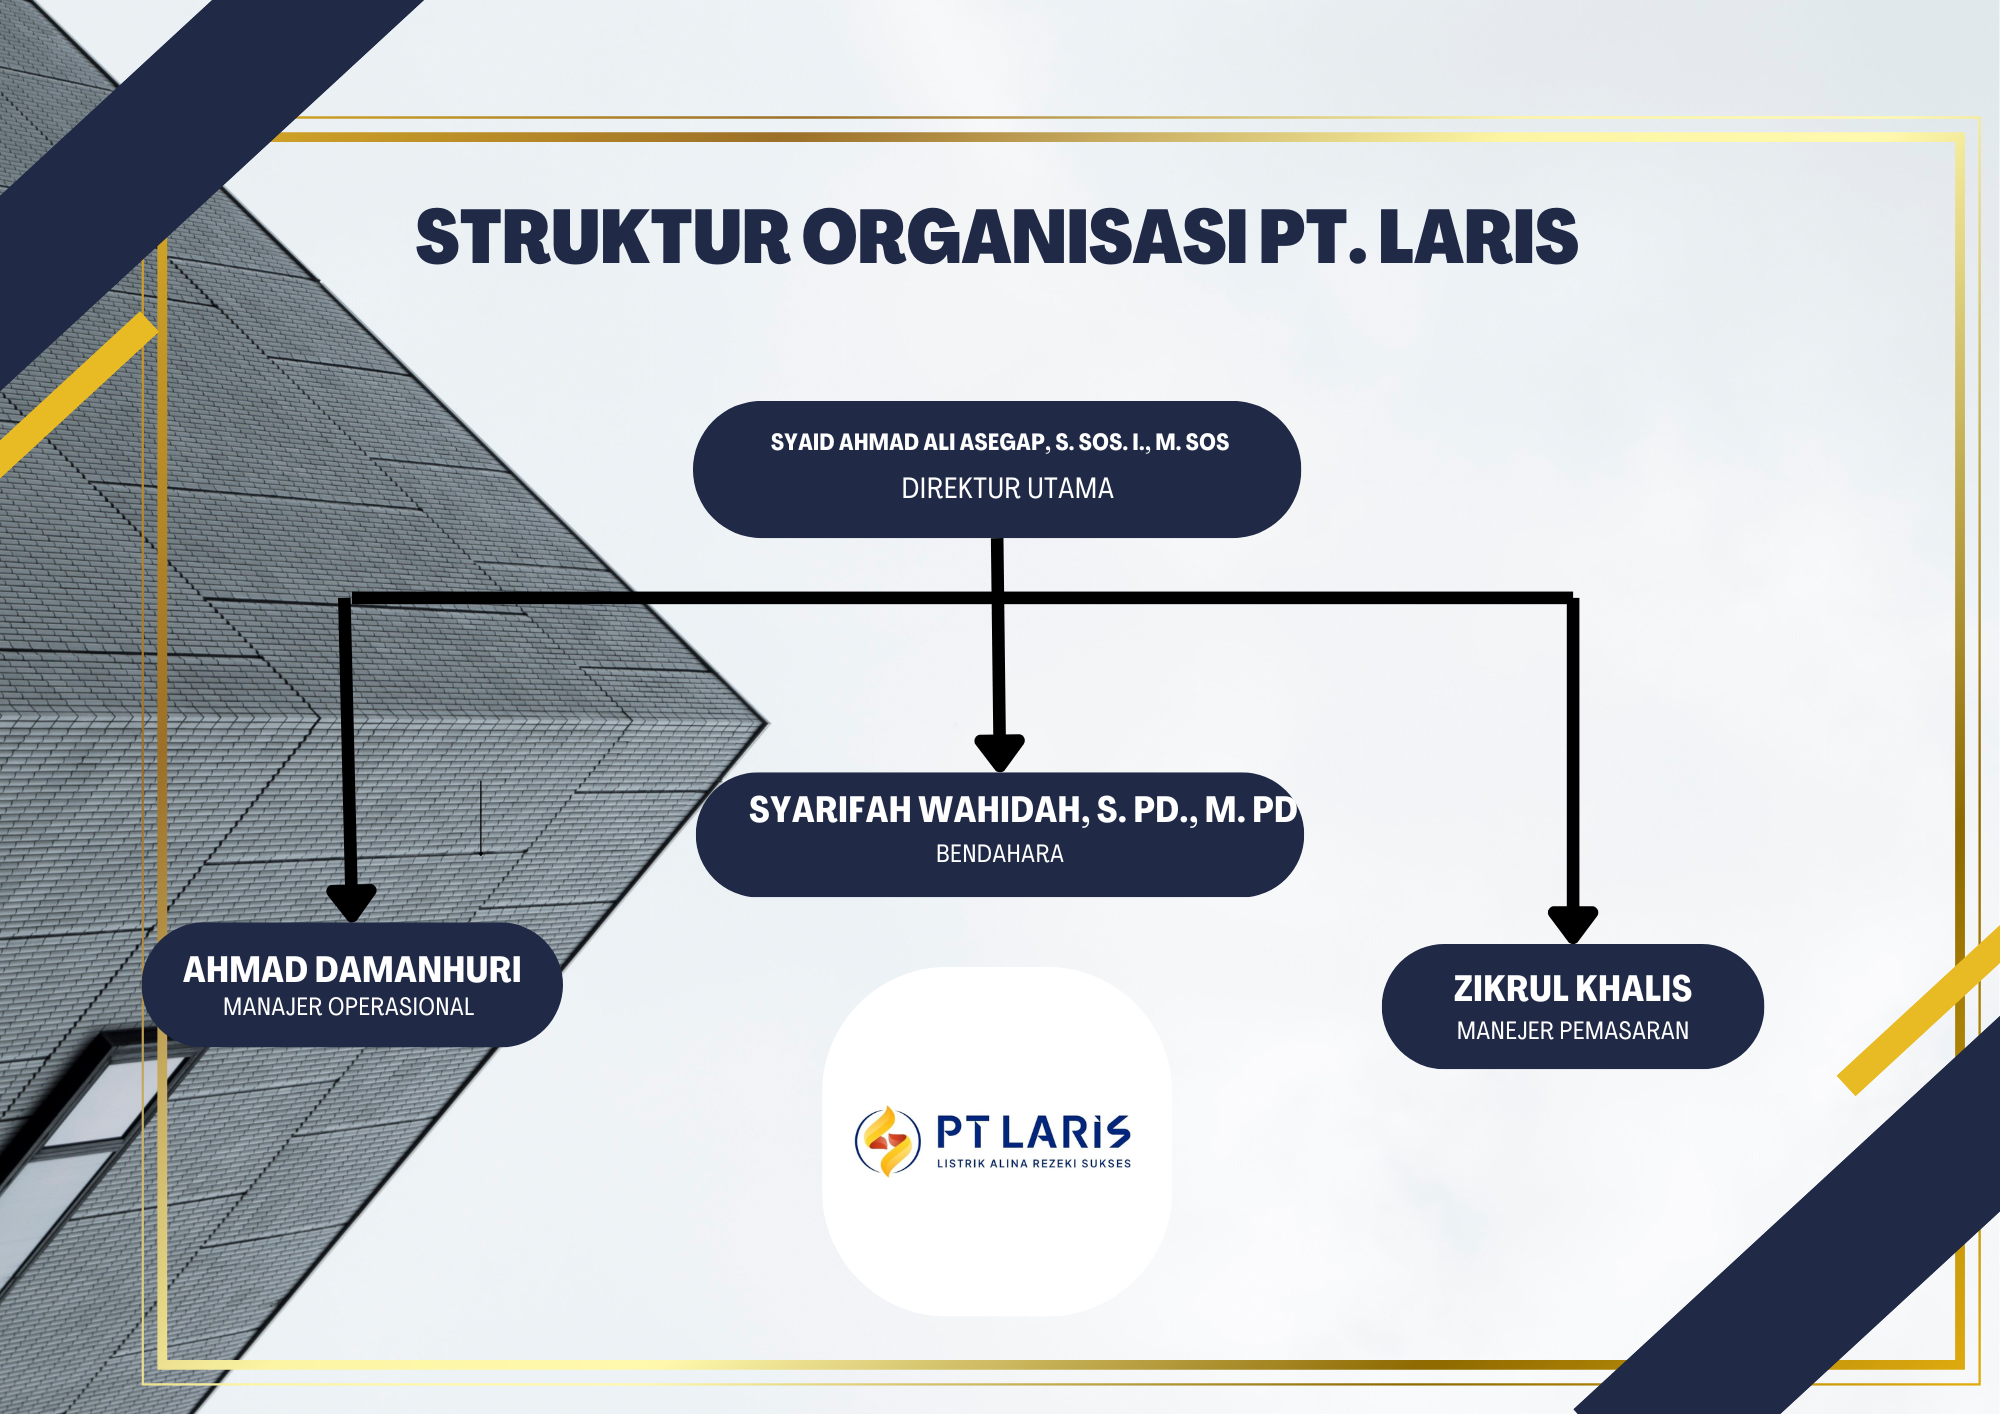 STRUKTUR ORGANISASI PT. LARIS
SYAID AHMAD ALI ASEGAP, S. SOS. I., M. SOS
DIREKTUR UTAMA
SYARIFAH WAHIDAH, S. PD., M. PD
BENDAHARA
AHMAD DAMANHURI
MANAJER OPERASIONAL
ZIKRUL KHALIS
MANEJER PEMASARAN
PT LARiS
LISTRIK ALINA REZEKI SUKSES